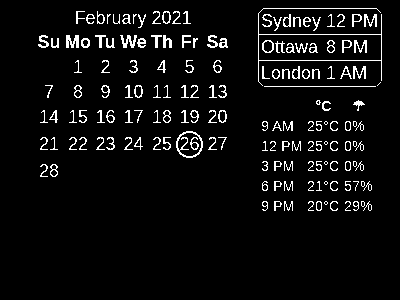 February 2021
Su Mo Tu We Th Fr Sa
1 2 3 4 5 6
7 8 9 10 11 12 13
14 15 16 17 18 19 20
21 22 23 24 25 26 27
28
Sydney 12 PM
Ottawa 8 PM
London 1 AM
°C ☂
9 AM 25°C 0%
12 PM 25°C 0%
3 PM 25°C 0%
6 PM 21°C 57%
9 PM 20°C 29%